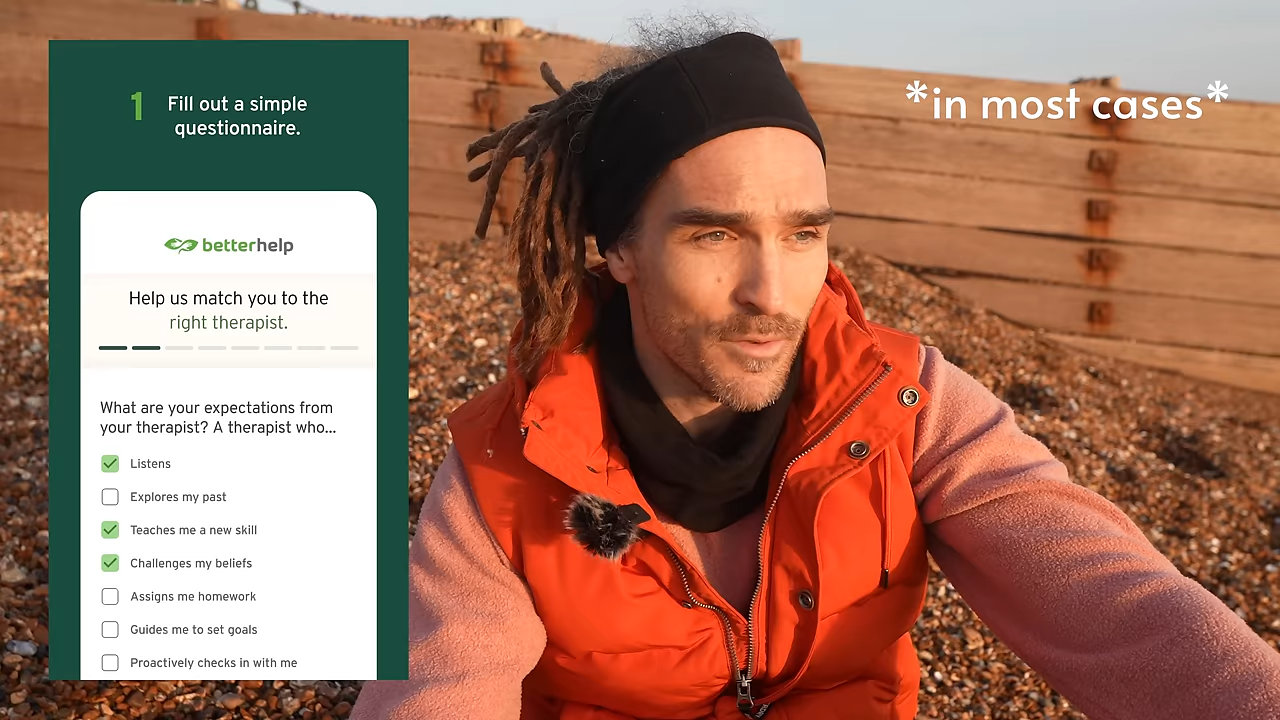 1 Fill out a simple
questionnaire.
betterhelp
Help us match you to the
right therapist.
What are your expectations from
your therapist? A therapist who...
Listens
Explores my past
Teaches me a new skill
Challenges my beliefs
Assigns me homework
Guides me to set goals
Proactively checks in with me
*in most cases*